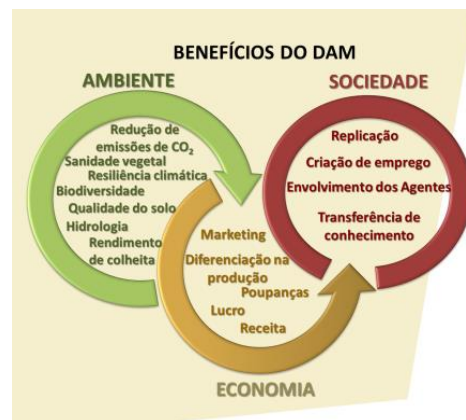 BENEFÍCIOS DO DAM
AMBIENTE
Redução de
emissões de CO₂
Sanidade vegetal
Resiliência climática
Biodiversidade
Qualidade do solo
Hidrologia
Rendimento
de colheita
SOCIEDADE
Replicação
Criação de emprego
Envolvimento dos Agentes
Transferência de
conhecimento
Marketing
Diferenciação na
produção
Poupanças
Lucro
Receita
ECONOMIA